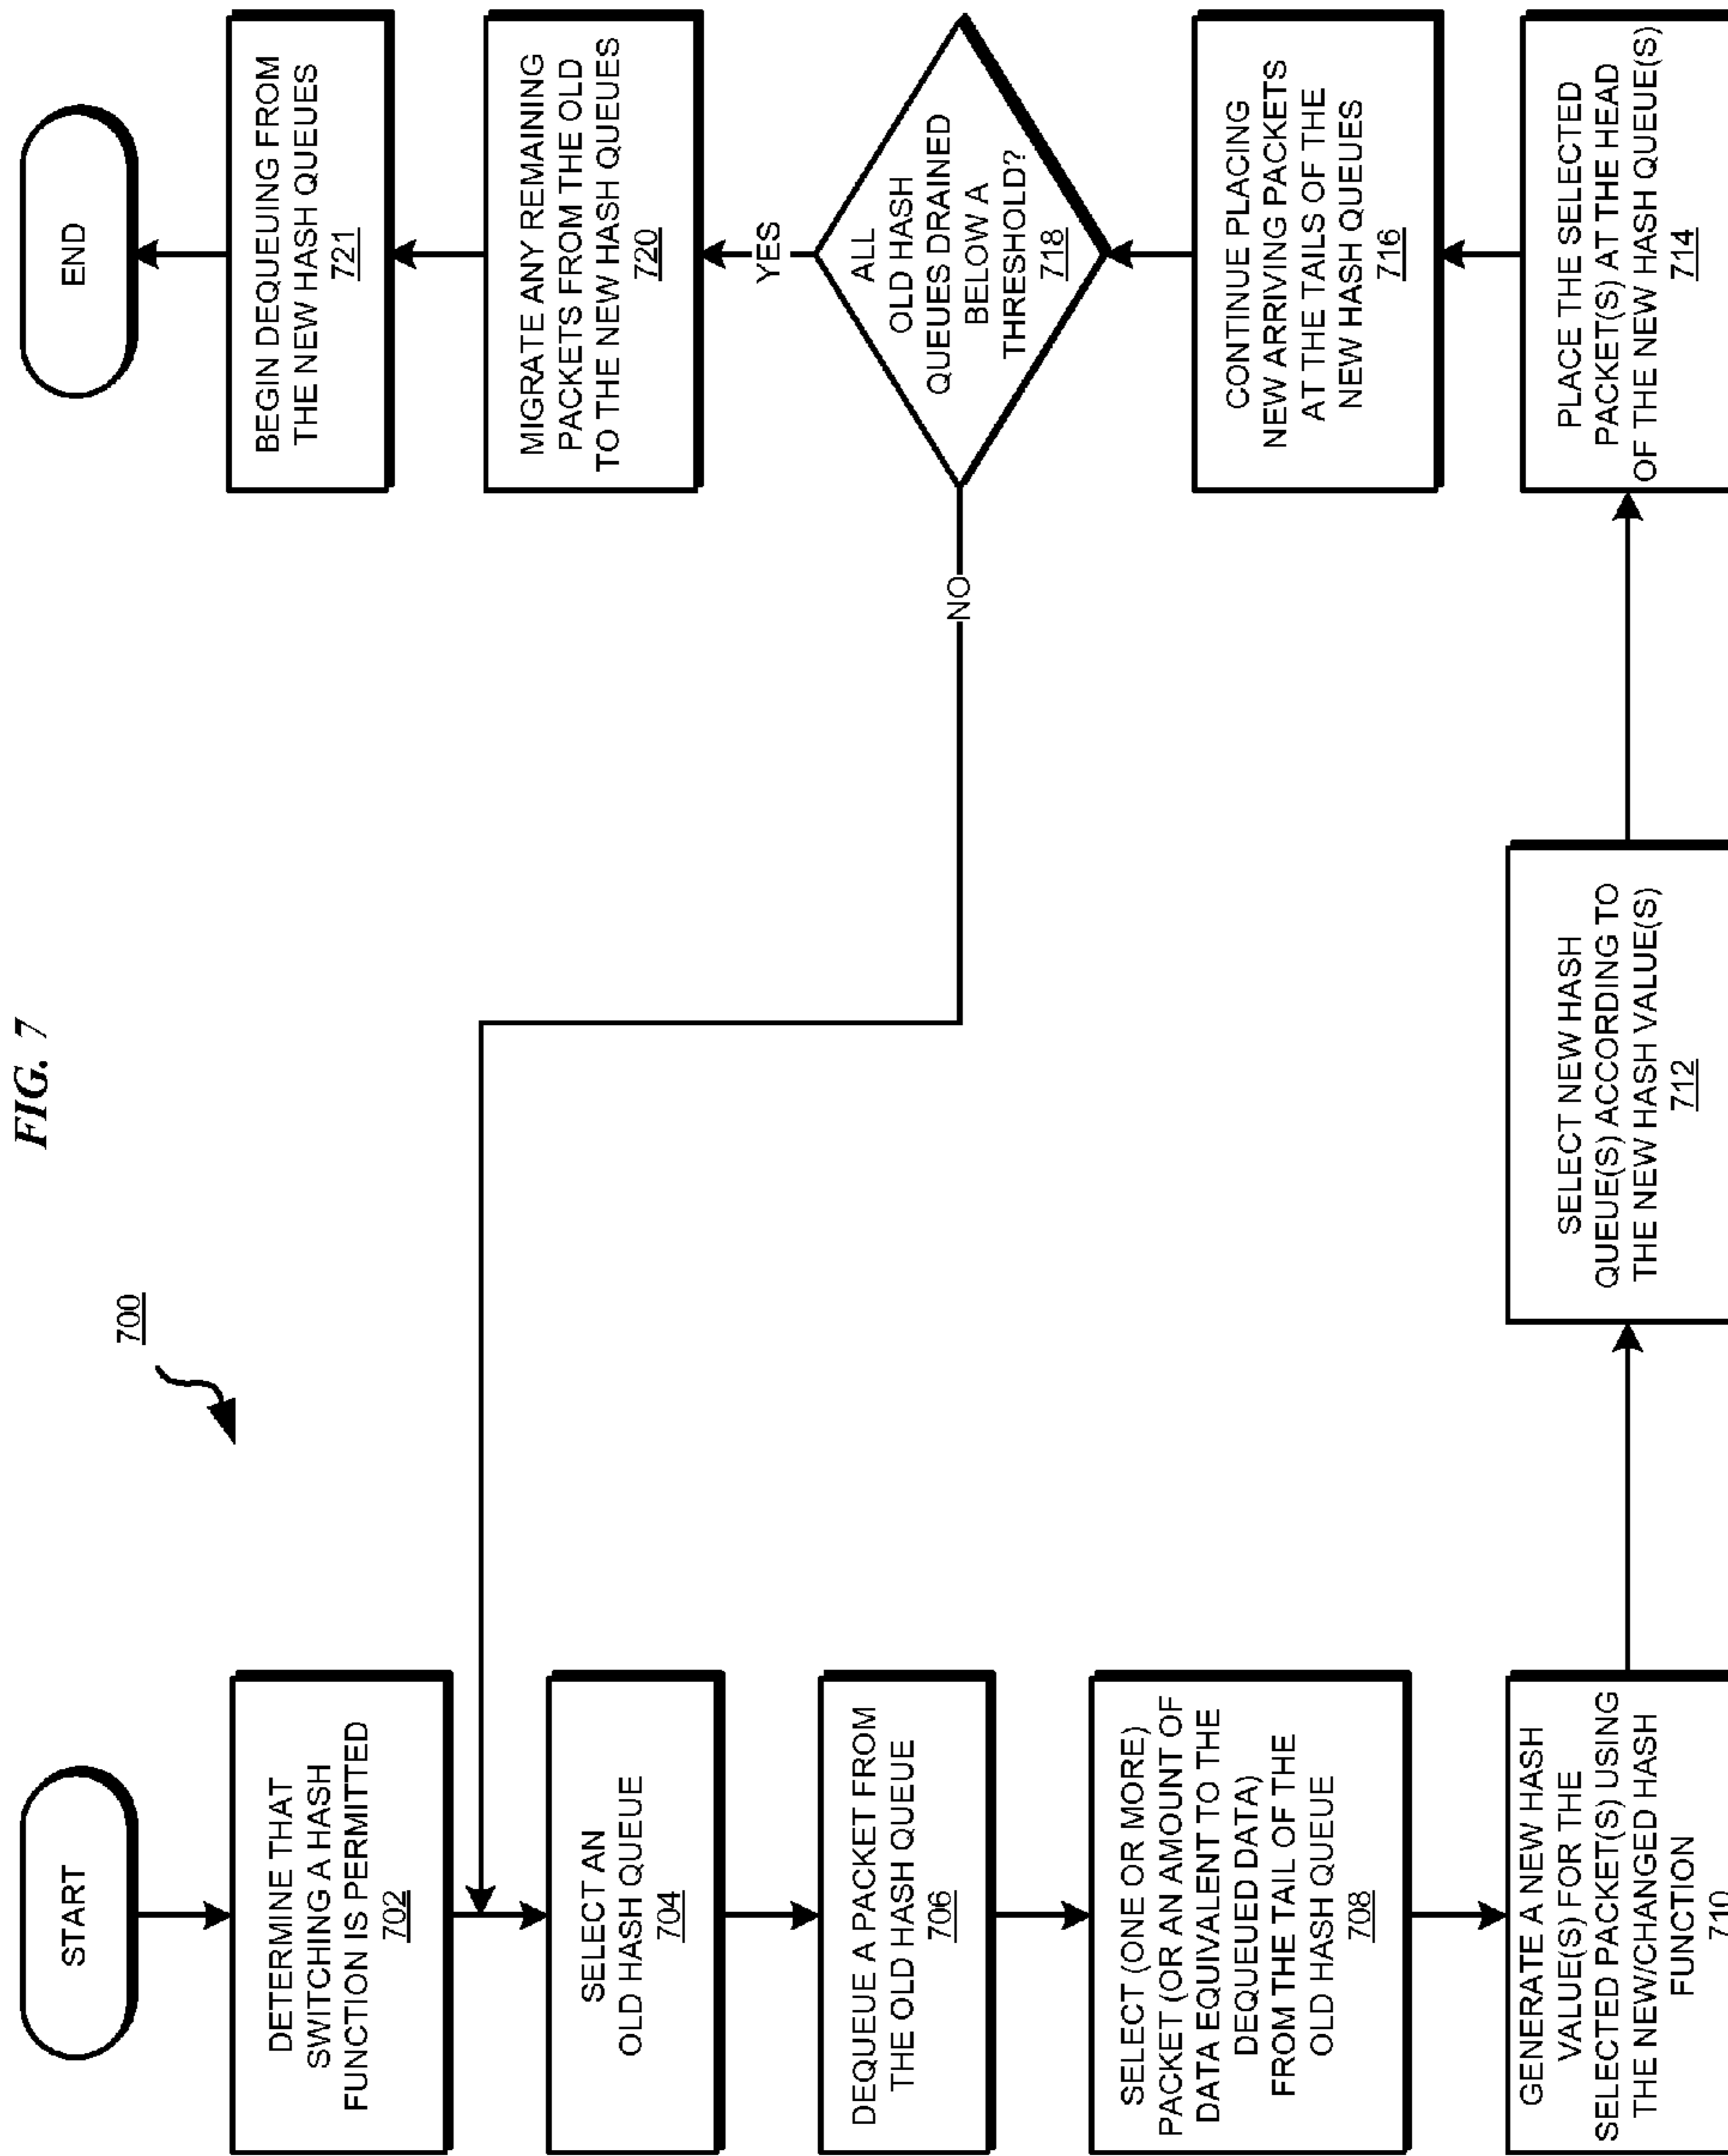 FIG. 7
700
START
DETERMINE THAT
SWITCHING A HASH
FUNCTION IS PERMITTED
702
SELECT AN
OLD HASH QUEUE
704
DEQUEUE A PACKET FROM
THE OLD HASH QUEUE
706
SELECT (ONE OR MORE)
PACKET (OR AN AMOUNT OF
DATA EQUIVALENT TO THE
DEQUEUED DATA)
FROM THE TAIL OF THE
OLD HASH QUEUE
708
GENERATE A NEW HASH
VALUE(S) FOR THE
SELECTED PACKET(S) USING
THE NEW/CHANGED HASH
FUNCTION
710
SELECT NEW HASH
QUEUE(S) ACCORDING TO
THE NEW HASH VALUE(S)
712
PLACE THE SELECTED
PACKET(S) AT THE HEAD
OF THE NEW HASH QUEUE(S)
714
CONTINUE PLACING
NEW ARRIVING PACKETS
AT THE TAILS OF THE
NEW HASH QUEUES
716
ALL
OLD HASH
QUEUES DRAINED
BELOW A
THRESHOLD?
718
NO
YES
MIGRATE ANY REMAINING
PACKETS FROM THE OLD
TO THE NEW HASH QUEUES
720
BEGIN DEQUEUING FROM
THE NEW HASH QUEUES
721
END